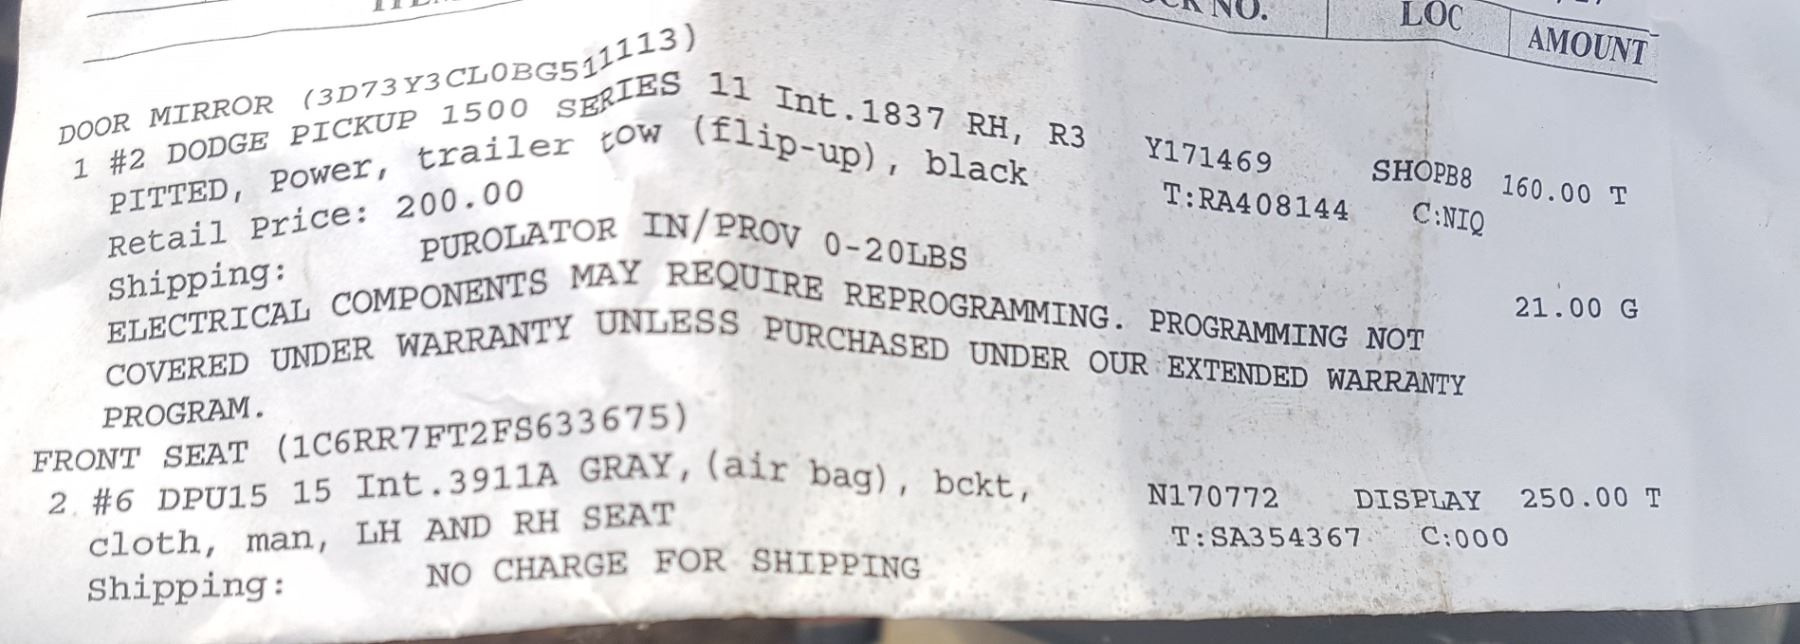 NO.
LOC
AMOUNT
DOOR MIRROR (3D73Y3CL0BG511113)
1 #2 DODGE PICKUP 1500 SERIES 11 Int.1837 RH, R3 Y171469 SHOPB8 160.00 T
PITTED, Power, trailer tow (flip-up), black T:RA408144 C:NIQ
Retail Price: 200.00
Shipping: PUROLATOR IN/PROV 0-20LBS 21.00 G
ELECTRICAL COMPONENTS MAY REQUIRE REPROGRAMMING. PROGRAMMING NOT
COVERED UNDER WARRANTY UNLESS PURCHASED UNDER OUR EXTENDED WARRANTY
PROGRAM.
FRONT SEAT (1C6RR7FT2FS633675)
2 #6 DPU15 15 Int.3911A GRAY,(air bag), bckt, N170772 DISPLAY 250.00 T
cloth, man, LH AND RH SEAT T:SA354367 C:000
Shipping: NO CHARGE FOR SHIPPING